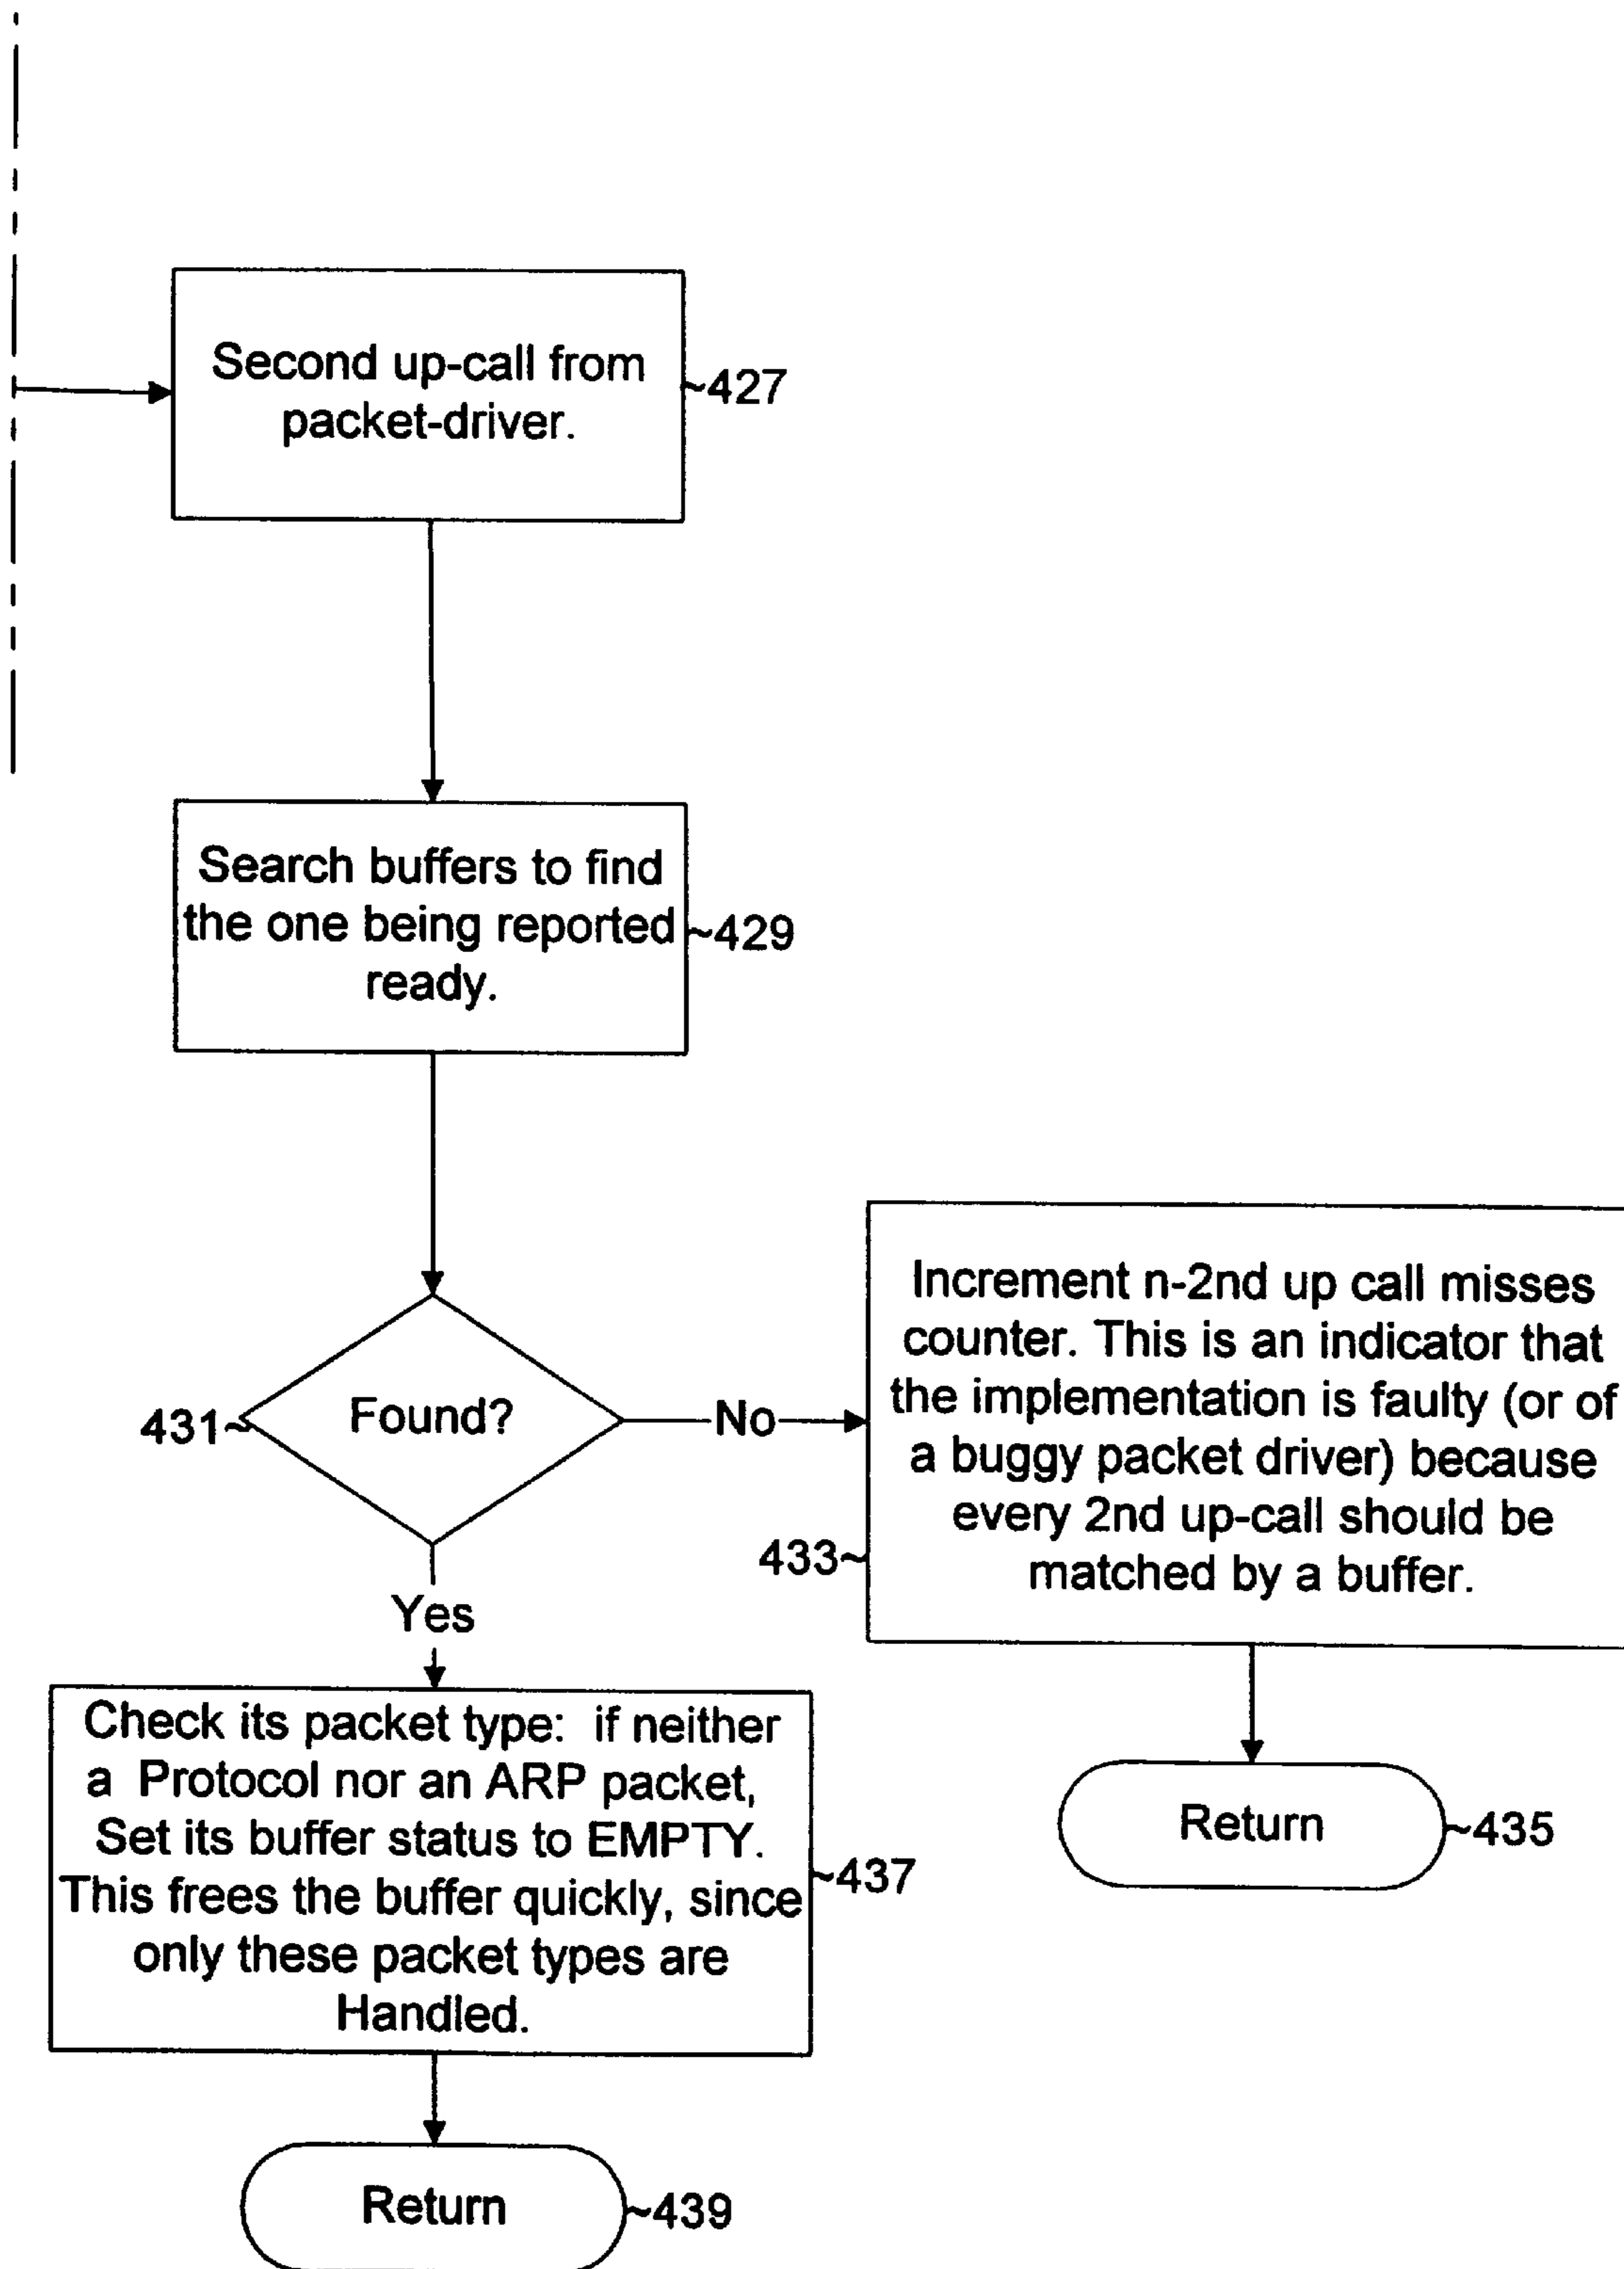 Second up-call from
packet-driver.
~427
Search buffers to find
the one being reported
ready.
~429
Found?
431~
No
Yes
Increment n-2nd up call misses
counter. This is an indicator that
the implementation is faulty (or of
a buggy packet driver) because
every 2nd up-call should be
matched by a buffer.
433~
Return
~435
Check its packet type:  if neither
a  Protocol nor an ARP packet,
Set its buffer status to EMPTY.
This frees the buffer quickly, since
only these packet types are
Handled.
~437
Return
~439